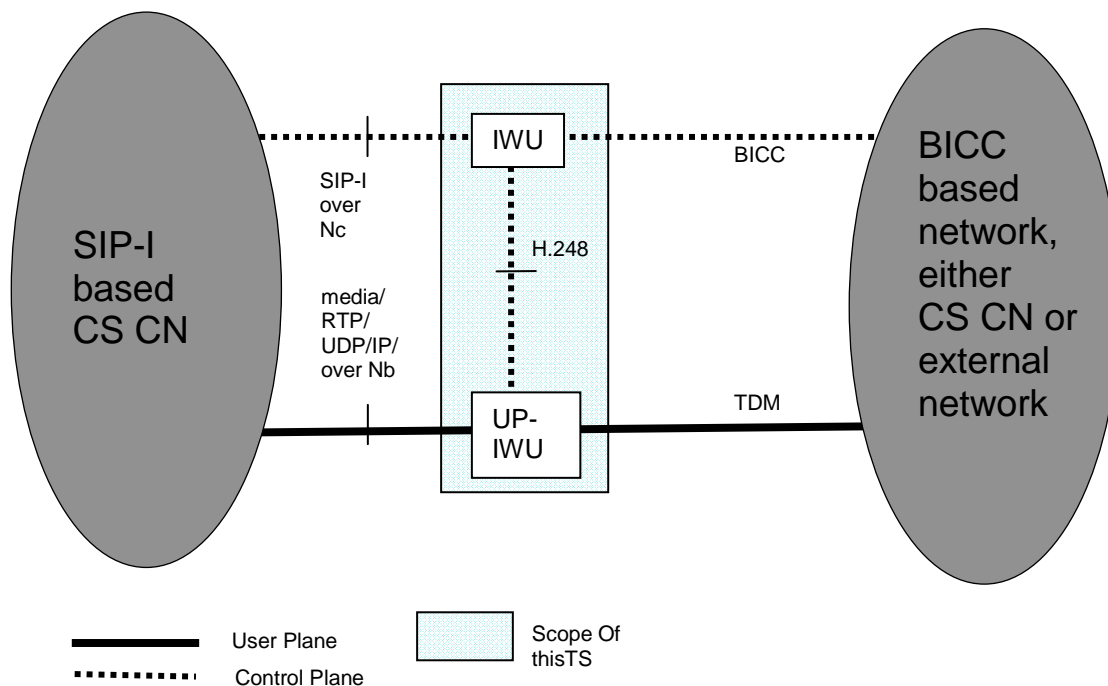 SIP-I
based
CS CN
SIP-I
over
Nc
media/
RTP/
UDP/IP/
over Nb
IWU
H.248
UP-
IWU
BICC
TDM
BICC
based
network,
either
CS CN or
external
network
User Plane
Control Plane
Scope Of
thisTS